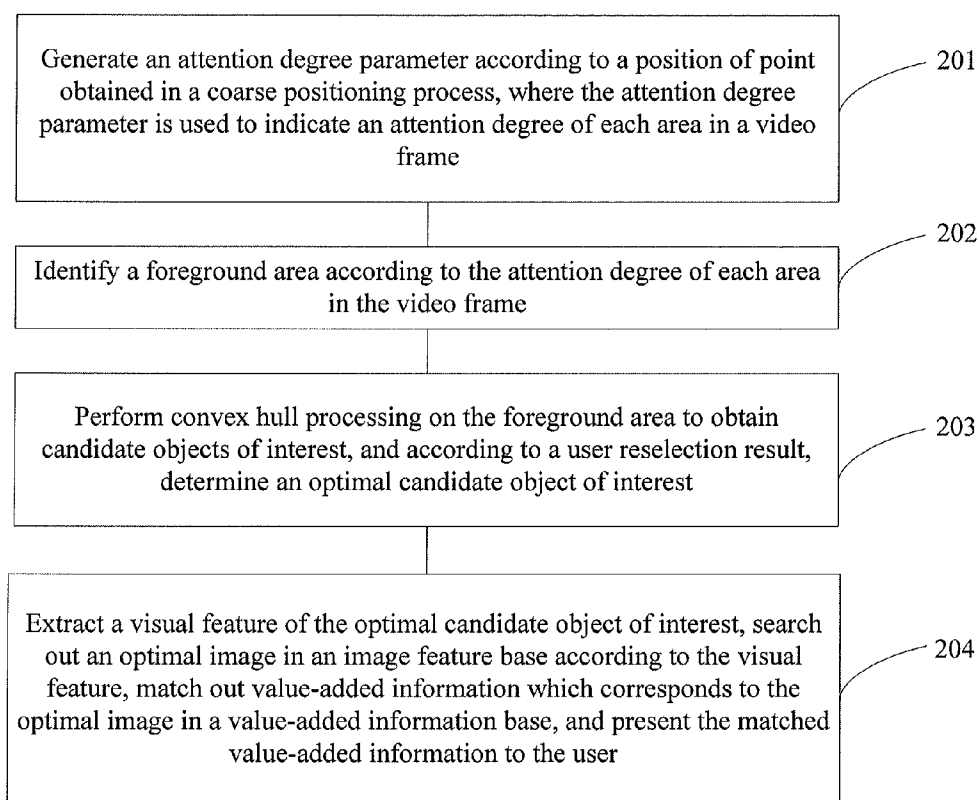 Generate an attention degree parameter according to a position of point
obtained in a coarse positioning process, where the attention degree
parameter is used to indicate an attention degree of each area in a video
frame
201
Identify a foreground area according to the attention degree of each area
in the video frame
202
Perform convex hull processing on the foreground area to obtain
candidate objects of interest, and according to a user reselection result,
determine an optimal candidate object of interest
203
Extract a visual feature of the optimal candidate object of interest, search
out an optimal image in an image feature base according to the visual
feature, match out value-added information which corresponds to the
optimal image in a value-added information base, and present the matched
value-added information to the user
204